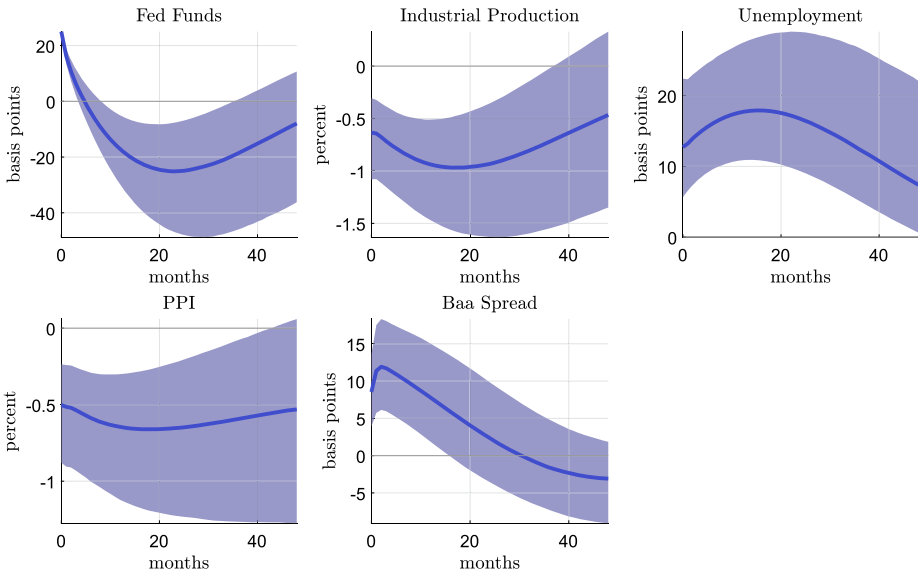 Fed Funds
basis points
20
0
-20
-40
0
20
40
months
Industrial Production
percent
0
-0.5
-1
-1.5
0
20
40
months
Unemployment
basis points
20
10
0
0
20
40
months
PPI
percent
0
-0.5
-1
0
20
40
months
Baa Spread
basis points
15
10
5
0
-5
0
20
40
months